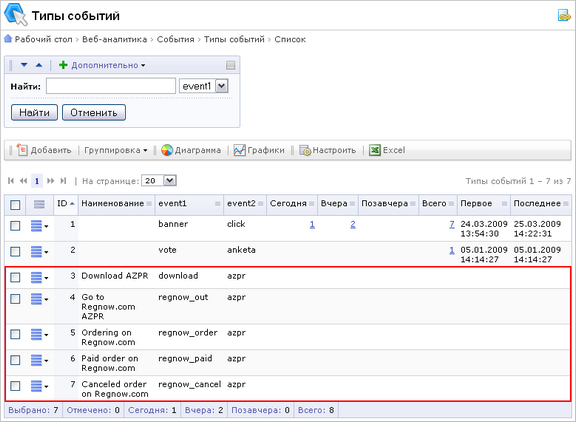 Типы событий
Рабочий стол › Веб-аналитика › События › Типы событий › Список
Дополнительно
Найти: event1
Найти Отменить
Добавить Группировка Диаграмма Графики Настроить Excel
1 На странице: 20 Типы событий 1 – 7 из 7
ID Наименование event1 event2 Сегодня Вчера Позавчера Всего Первое Последнее
1 banner click 1 2 7 24.03.2009 25.03.2009
13:54:30 14:22:31
2 vote anketa 1 05.01.2009 05.01.2009
14:14:27 14:14:27
3 Download AZPR download azpr
4 Go to regnow_out azpr
Regnow.com
AZPR
5 Ordering on regnow_order azpr
Regnow.com
6 Paid order on regnow_paid azpr
Regnow.com
7 Canceled order regnow_cancel azpr
on Regnow.com
Выбрано: 7 Отмечено: 0 Сегодня: 1 Вчера: 2 Позавчера: 0 Всего: 8